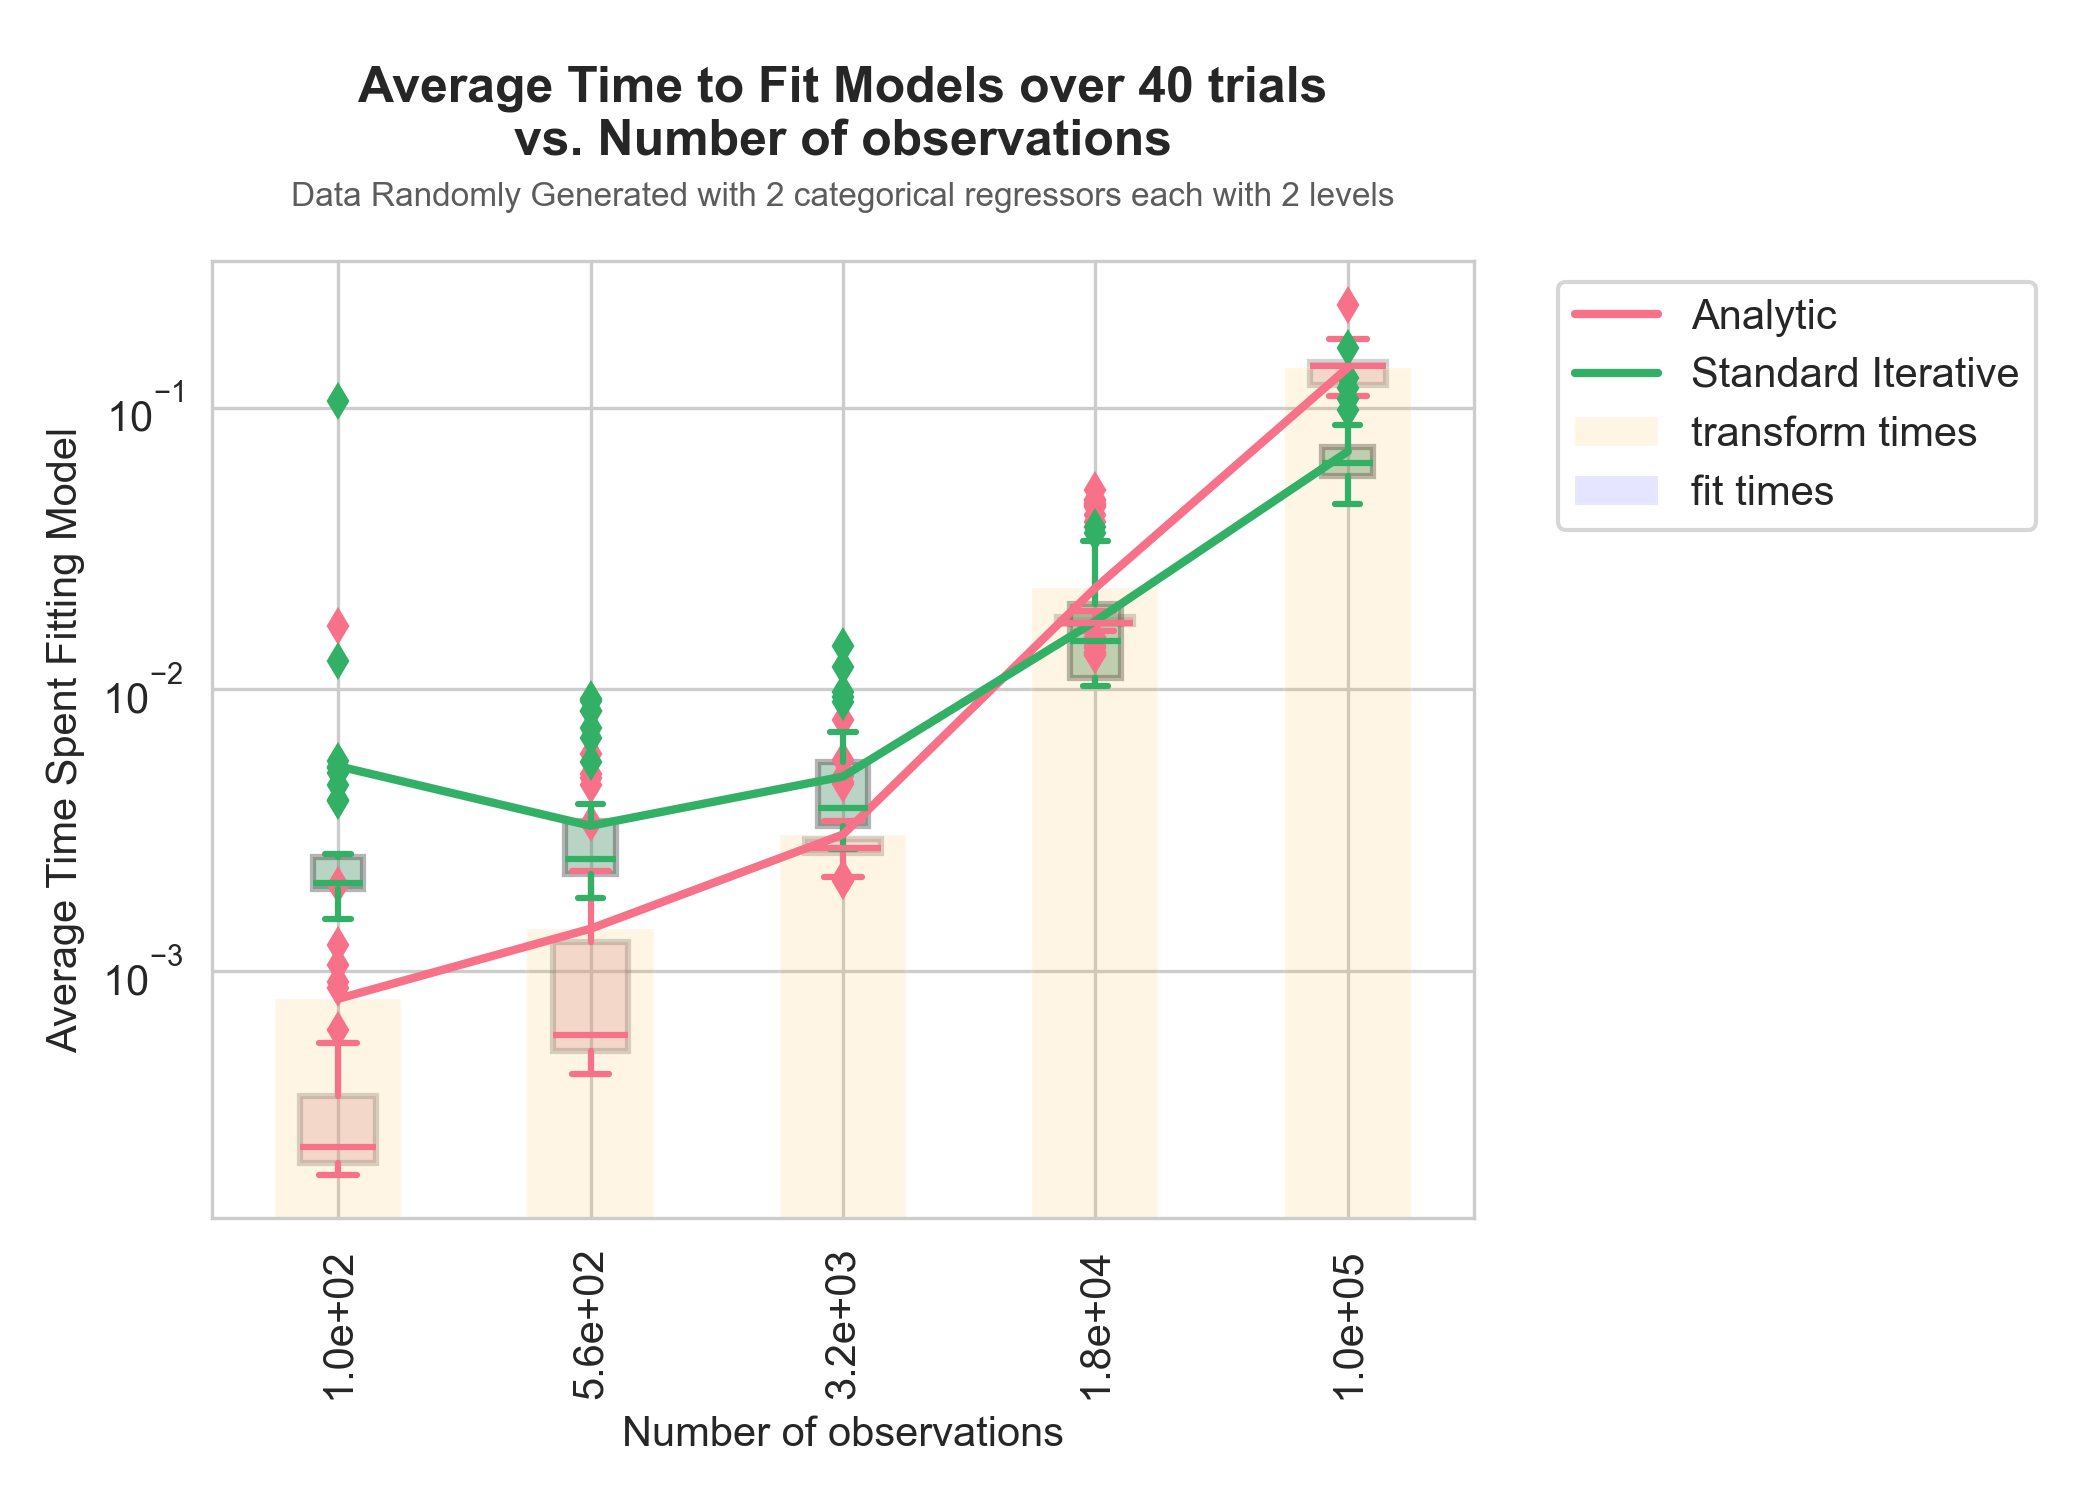 Average Time to Fit Models over 40 trials
vs. Number of observations
Data Randomly Generated with 2 categorical regressors each with 2 levels
Analytic
Standard Iterative
transform times
fit times
Average Time Spent Fitting Model
10⁻¹
10⁻²
10⁻³
1.0e+02
5.6e+02
3.2e+03
1.8e+04
1.0e+05
Number of observations